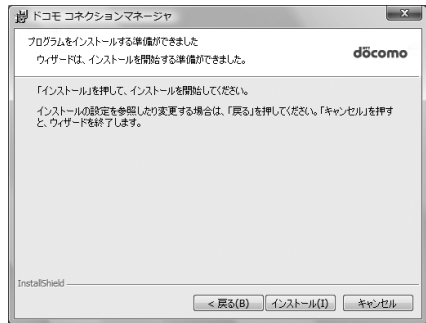 ドコモ コネクションマネージャ
プログラムをインストールする準備ができました
ウィザードは、インストールを開始する準備ができました。
döcomo
「インストール」を押して、インストールを開始してください。
インストールの設定を参照したり変更する場合は、「戻る」を押してください。「キャンセル」を押す
と、ウィザードを終了します。
InstallShield
< 戻る(B)
インストール(I)
キャンセル